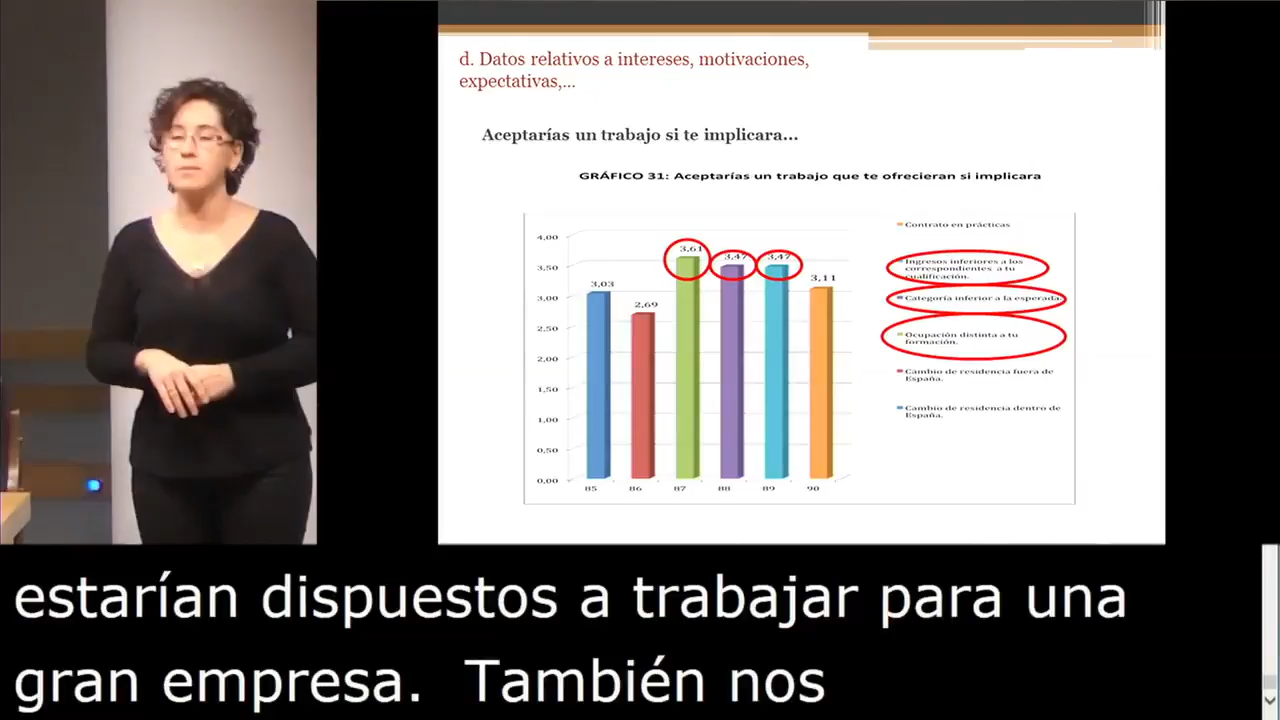 d. Datos relativos a intereses, motivaciones,
expectativas,...
Aceptarías un trabajo si te implicara...
GRÁFICO 31: Aceptarías un trabajo que te ofrecieran si implicara
4,00
3,50
3,00
2,50
2,00
1,50
1,00
0,50
0,00
3,03
2,69
3,61
3,47
3,47
3,11
85
86
87
88
89
90
Contrato en prácticas
Ingresos inferiores a los
correspondientes a tu
cualificación.
Categoría inferior a la esperada.
Ocupación distinta a tu
formación.
Cambio de residencia fuera de
España.
Cambio de residencia dentro de
España.
estarían dispuestos a trabajar para una
gran empresa. También nos